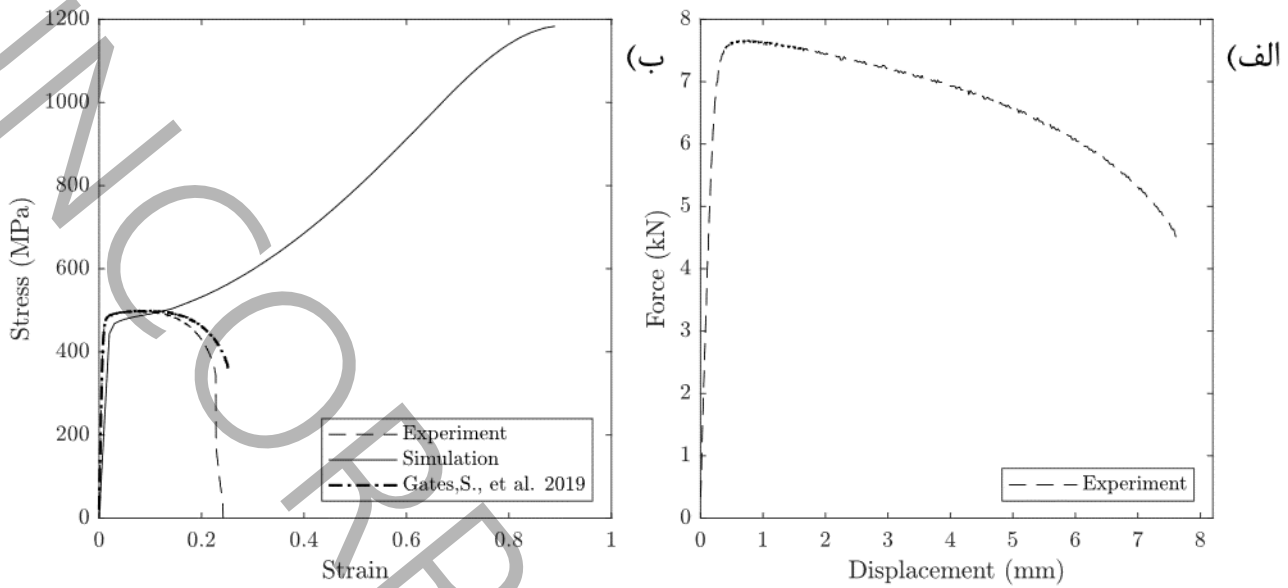 الف)
8
7
6
5
4
3
2
1
0
Force (kN)
Experiment
0 1 2 3 4 5 6 7 8
Displacement (mm)
ب)
1200
1000
800
600
400
200
0
Stress (MPa)
Experiment
Simulation
Gates,S., et al. 2019
0 0.2 0.4 0.6 0.8 1
Strain